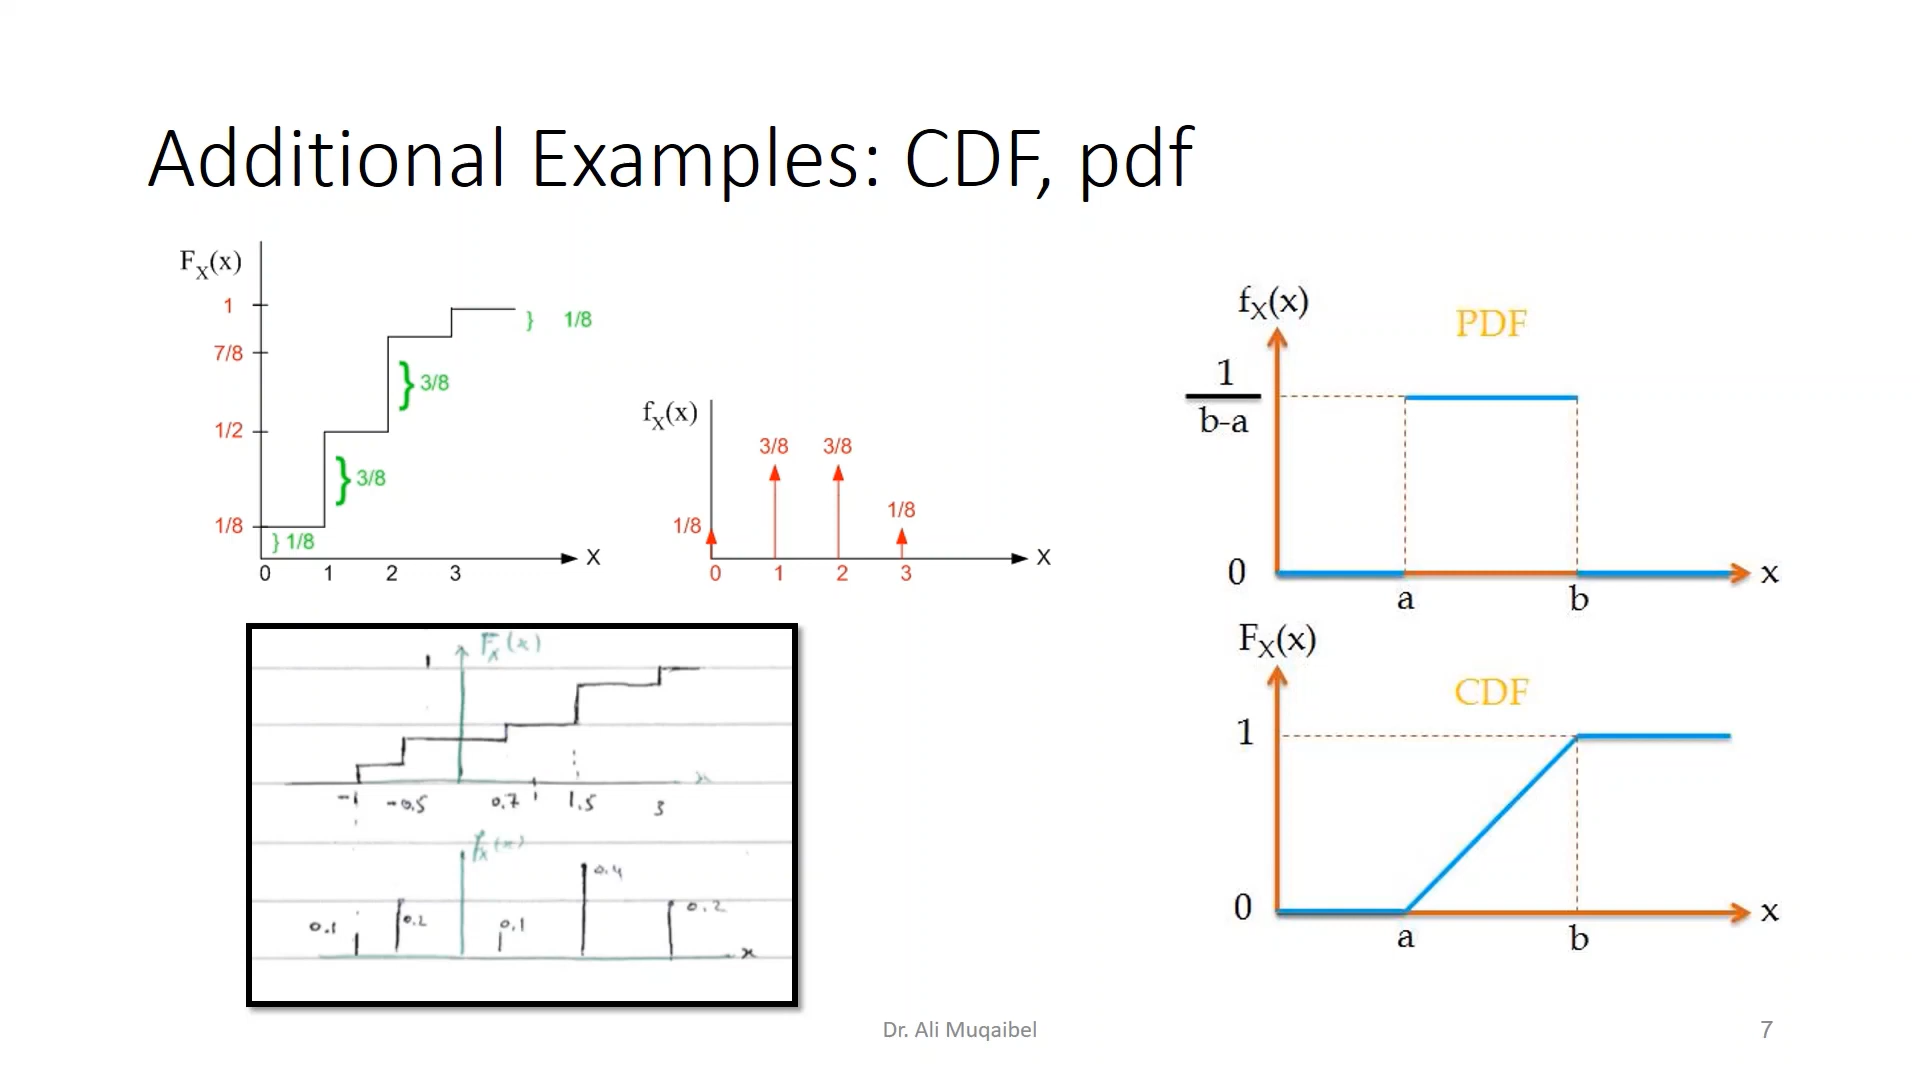 Additional Examples: CDF, pdf
F_X(x)
1
7/8
1/2
1/8
} 1/8
} 3/8
} 3/8
} 1/8
0 1 2 3
X
f_X(x)
1/8
3/8
3/8
1/8
0 1 2 3
X
F_X(x)
1
x
-1 -0.5 0.7 1 1.5 3
f_X(x)
0.1
0.2
0.1
0.4
0.2
x
f_X(x)
PDF
1
b-a
0
x
a b
F_X(x)
CDF
1
0
x
a b
Dr. Ali Muqaibel
7